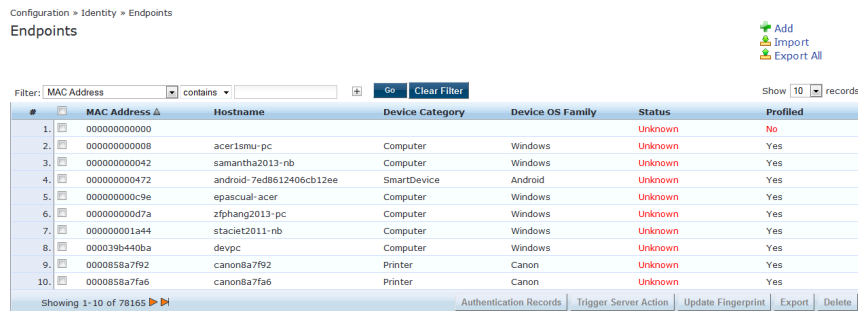 Configuration » Identity » Endpoints
Endpoints
Add
Import
Export All
Filter: MAC Address contains + Go Clear Filter Show 10 records
# MAC Address Hostname Device Category Device OS Family Status Profiled
1. 000000000000 Unknown No
2. 000000000008 acer1smu-pc Computer Windows Unknown Yes
3. 000000000042 samantha2013-nb Computer Windows Unknown Yes
4. 000000000472 android-7ed8612406cb12ee SmartDevice Android Unknown Yes
5. 000000000c9e epascual-acer Computer Windows Unknown Yes
6. 000000000d7a zfphang2013-pc Computer Windows Unknown Yes
7. 000000001a44 staciet2011-nb Computer Windows Unknown Yes
8. 000039b440ba devpc Computer Windows Unknown Yes
9. 0000858a7f92 canon8a7f92 Printer Canon Unknown Yes
10. 0000858a7fa6 canon8a7fa6 Printer Canon Unknown Yes
Showing 1-10 of 78165 Authentication Records Trigger Server Action Update Fingerprint Export Delete